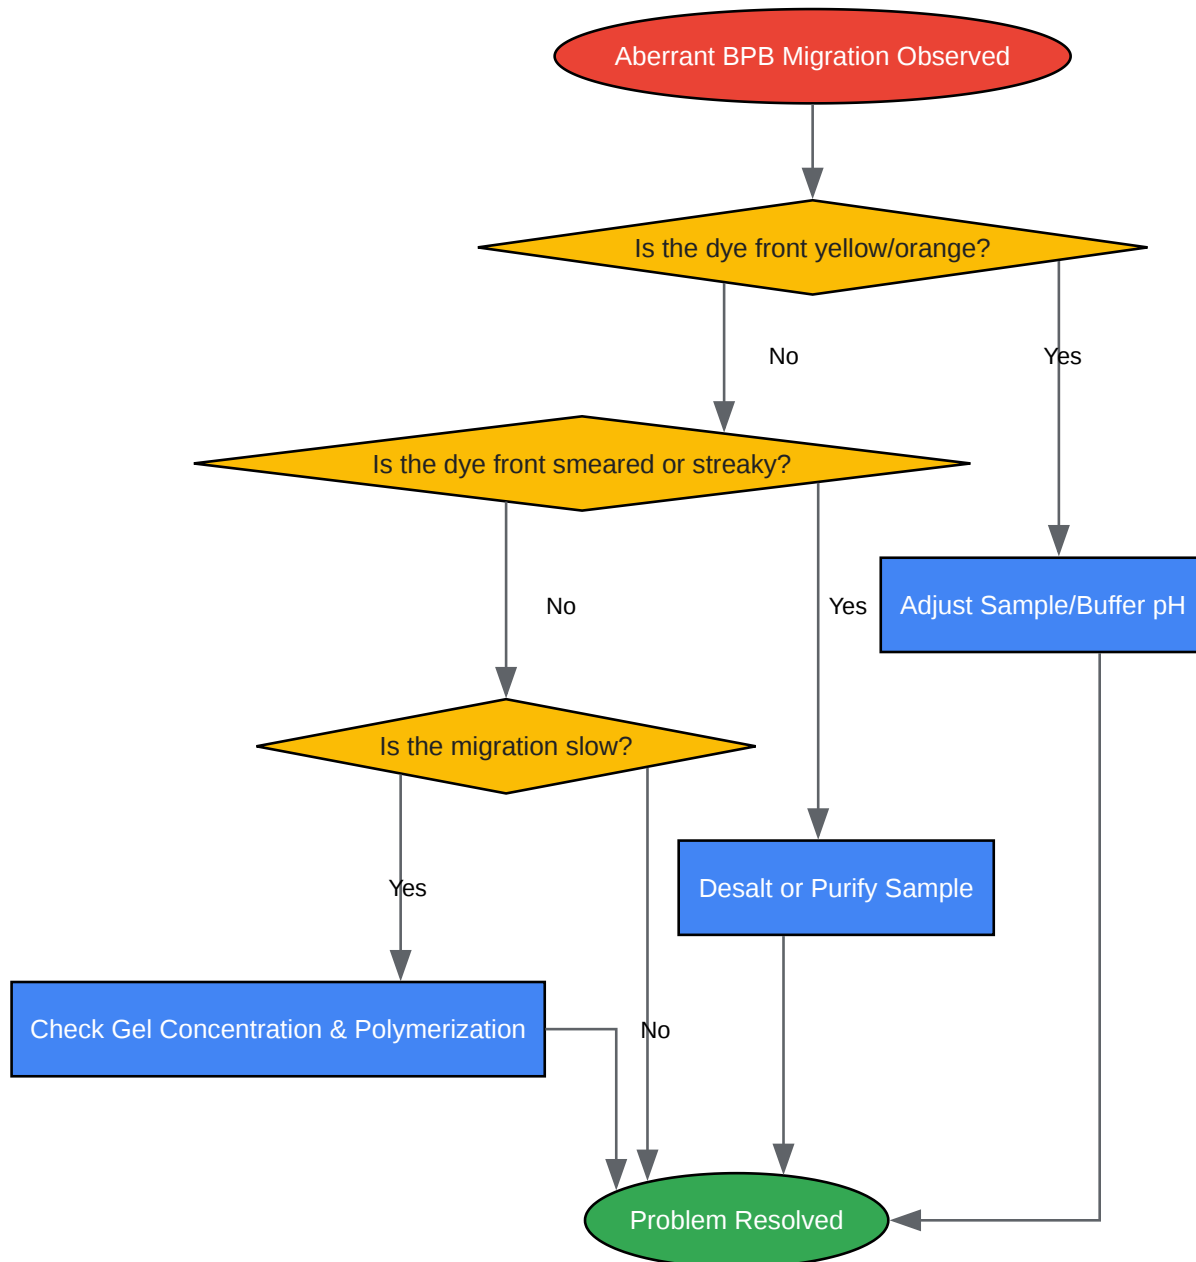 Aberrant BPB Migration Observed
Is the dye front yellow/orange?
No
Yes
Is the dye front smeared or streaky?
No
Yes
Adjust Sample/Buffer pH
Is the migration slow?
Yes
Desalt or Purify Sample
Check Gel Concentration & Polymerization
No
Problem Resolved